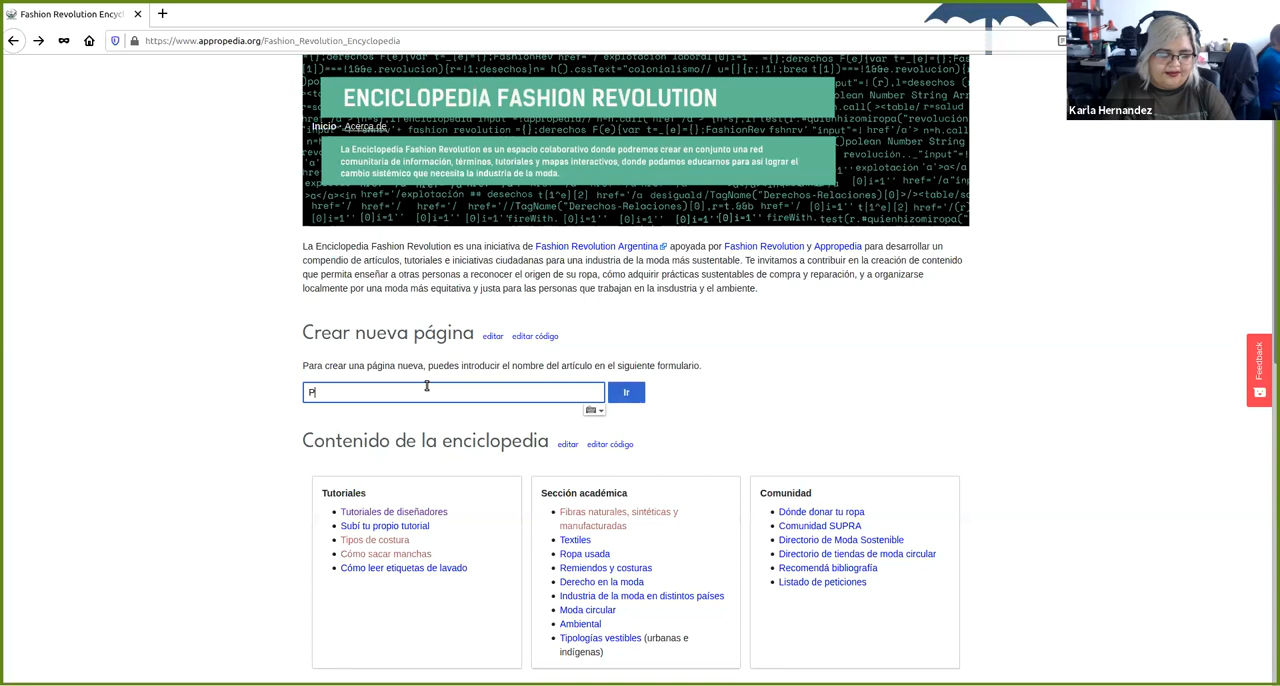 Fashion Revolution Encyc
https://www.appropedia.org/Fashion_Revolution_Encyclopedia
Karla Hernandez
ENCICLOPEDIA FASHION REVOLUTION
Inicio · Acerca de
La Enciclopedia Fashion Revolution es un espacio colaborativo donde podremos crear en conjunto una red
comunitaria de información, términos, tutoriales y mapas interactivos, donde podamos educarnos para así lograr el
cambio sistémico que necesita la industria de la moda.
La Enciclopedia Fashion Revolution es una iniciativa de Fashion Revolution Argentina apoyada por Fashion Revolution y Appropedia para desarrollar un
compendio de artículos, tutoriales e iniciativas ciudadanas para una industria de la moda más sustentable. Te invitamos a contribuir en la creación de contenido
que permita enseñar a otras personas a reconocer el origen de su ropa, cómo adquirir prácticas sustentables de compra y reparación, y a organizarse
localmente por una moda más equitativa y justa para las personas que trabajan en la insdustria y el ambiente.
Crear nueva página editar editar código
Para crear una página nueva, puedes introducir el nombre del artículo en el siguiente formulario.
P Ir
Feedback
Contenido de la enciclopedia editar editar código
Tutoriales
Tutoriales de diseñadores
Subí tu propio tutorial
Tipos de costura
Cómo sacar manchas
Cómo leer etiquetas de lavado
Sección académica
Fibras naturales, sintéticas y
manufacturadas
Textiles
Ropa usada
Remiendos y costuras
Derecho en la moda
Industria de la moda en distintos países
Moda circular
Ambiental
Tipologías vestibles (urbanas e
indígenas)
Comunidad
Dónde donar tu ropa
Comunidad SUPRA
Directorio de Moda Sostenible
Directorio de tiendas de moda circular
Recomendá bibliografía
Listado de peticiones